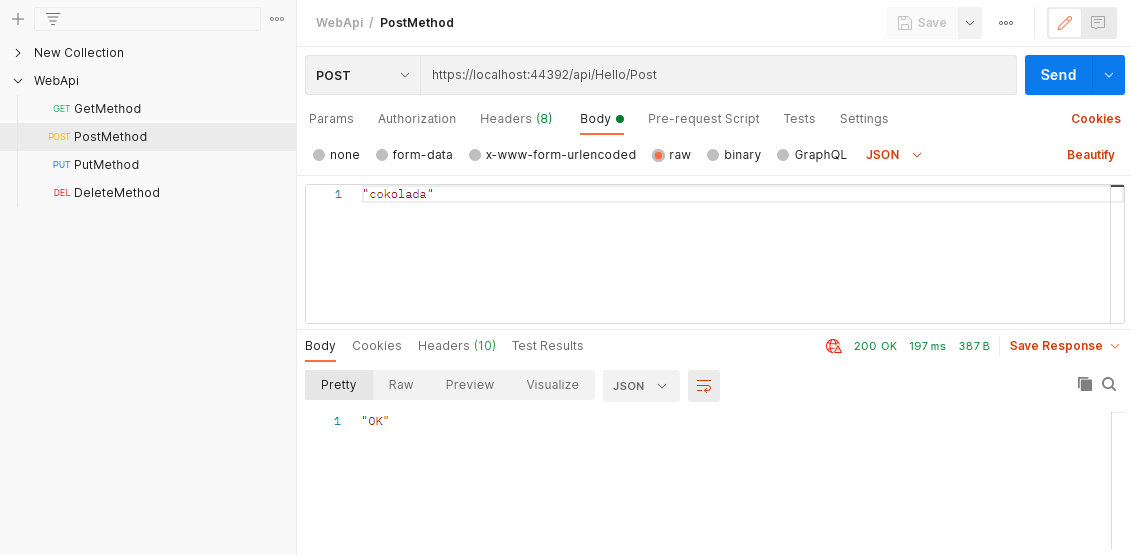 WebApi / PostMethod
Save
New Collection
WebApi
GET GetMethod
POST PostMethod
PUT PutMethod
DEL DeleteMethod
POST
https://localhost:44392/api/Hello/Post
Send
Params Authorization Headers (8) Body Pre-request Script Tests Settings Cookies
none form-data x-www-form-urlencoded raw binary GraphQL JSON Beautify
1 "cokolada"
Body Cookies Headers (10) Test Results 200 OK 197 ms 387 B Save Response
Pretty Raw Preview Visualize JSON
1 "OK"